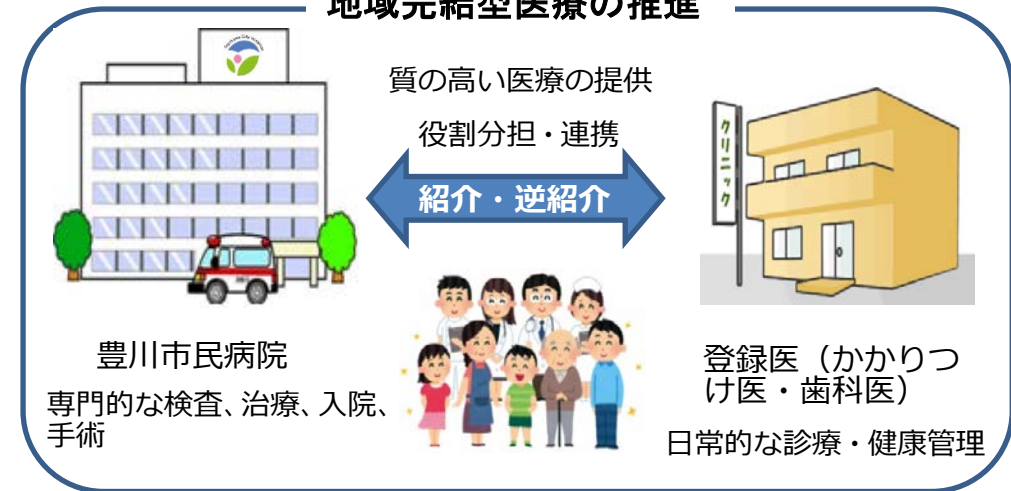 地域完結型医療の推進
質の高い医療の提供
役割分担・連携
紹介・逆紹介
クリニック
豊川市民病院
専門的な検査、治療、入院、
手術
登録医（かかりつ
け医・歯科医）
日常的な診療・健康管理